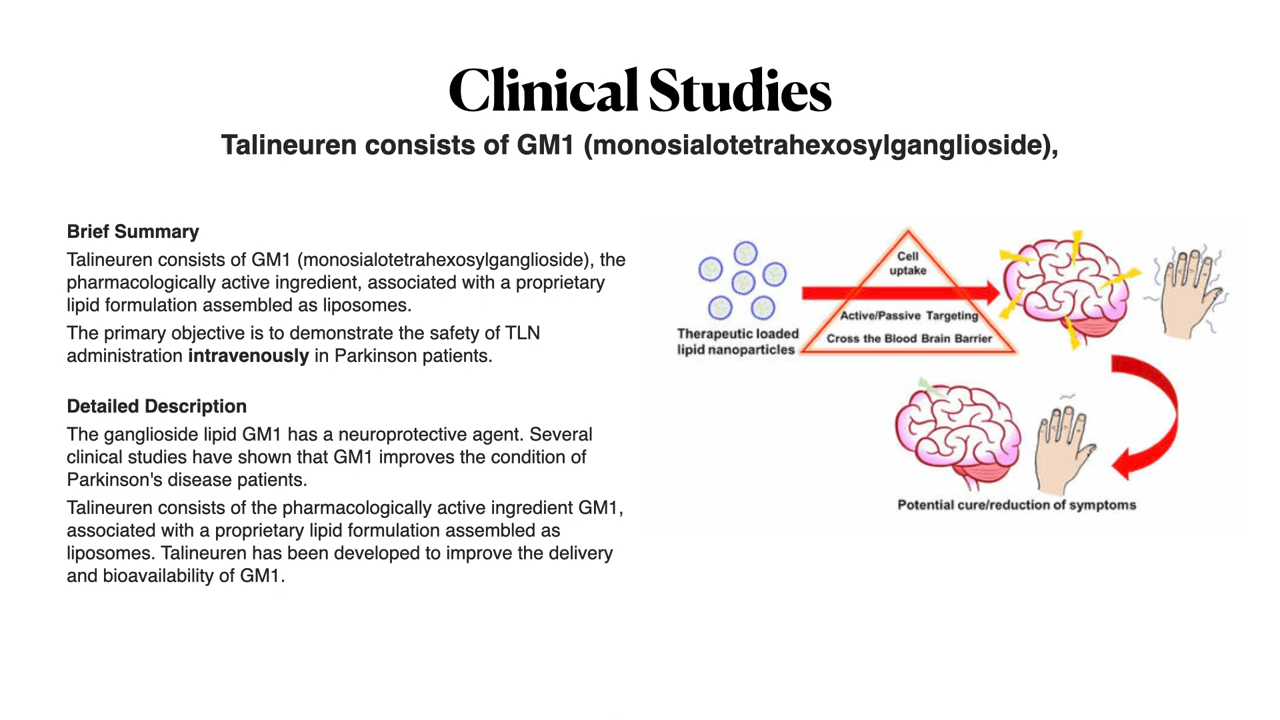 Clinical Studies
Talineuren consists of GM1 (monosialotetrahexosylganglioside),
Brief Summary
Talineuren consists of GM1 (monosialotetrahexosylganglioside), the
pharmacologically active ingredient, associated with a proprietary
lipid formulation assembled as liposomes.
The primary objective is to demonstrate the safety of TLN
administration intravenously in Parkinson patients.
Detailed Description
The ganglioside lipid GM1 has a neuroprotective agent. Several
clinical studies have shown that GM1 improves the condition of
Parkinson's disease patients.
Talineuren consists of the pharmacologically active ingredient GM1,
associated with a proprietary lipid formulation assembled as
liposomes. Talineuren has been developed to improve the delivery
and bioavailability of GM1.
Therapeutic loaded
lipid nanoparticles
Cell
uptake
Active/Passive Targeting
Cross the Blood Brain Barrier
Potential cure/reduction of symptoms